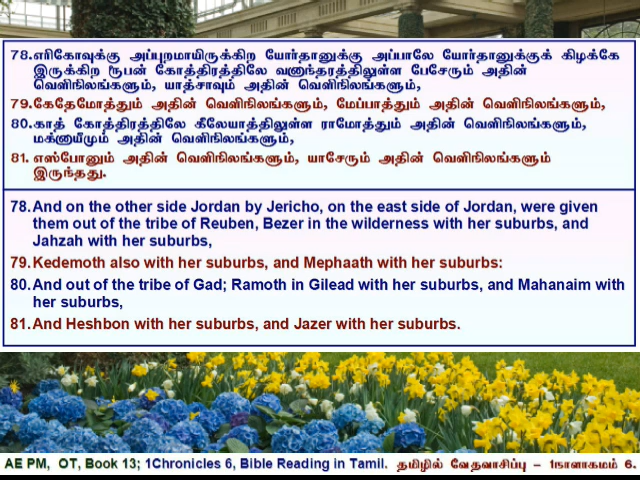 78.எரிகோவுக்கு அப்புறமாயிருக்கிற யோர்தானுக்கு அப்பாலே யோர்தானுக்குக் கிழக்கே
இருக்கிற ரூபன் கோத்திரத்திலே வனாந்தரத்திலுள்ள பேசேரும் அதின்
வெளிநிலங்களும், யாத்சாவும் அதின் வெளிநிலங்களும்,
79.கேதேமோத்தும் அதின் வெளிநிலங்களும், மேப்பாத்தும் அதின் வெளிநிலங்களும்,
80.காத் கோத்திரத்திலே கீலேயாத்திலுள்ள ராமோத்தும் அதின் வெளிநிலங்களும்,
மக்னாயீமும் அதின் வெளிநிலங்களும்,
81. எஸ்போனும் அதின் வெளிநிலங்களும், யாசேரும் அதின் வெளிநிலங்களும்
இருந்தது.
78.And on the other side Jordan by Jericho, on the east side of Jordan, were given
them out of the tribe of Reuben, Bezer in the wilderness with her suburbs, and
Jahzah with her suburbs,
79.Kedemoth also with her suburbs, and Mephaath with her suburbs:
80.And out of the tribe of Gad; Ramoth in Gilead with her suburbs, and Mahanaim with
her suburbs,
81.And Heshbon with her suburbs, and Jazer with her suburbs.
AE PM, OT, Book 13; 1Chronicles 6, Bible Reading in Tamil. தமிழில் வேதவாசிப்பு – 1நாளாகமம் 6.